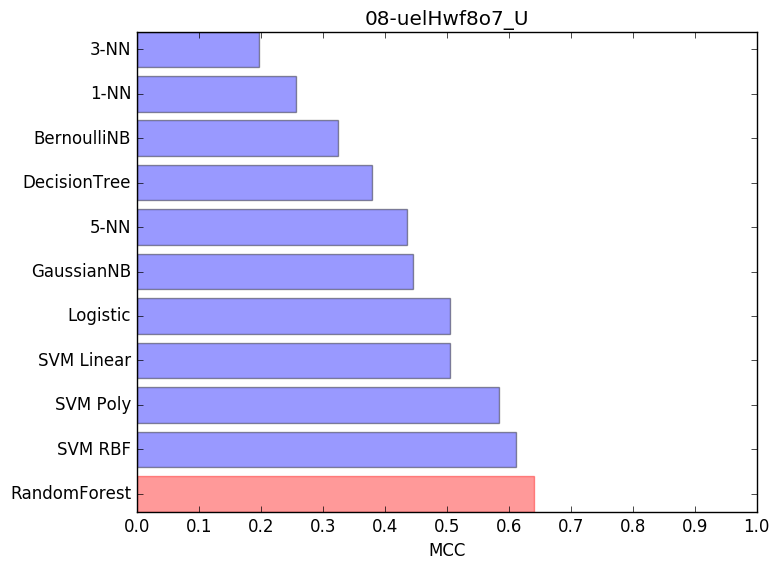 08-uelHwf8o7_U
3-NN
1-NN
BernoulliNB
DecisionTree
5-NN
GaussianNB
Logistic
SVM Linear
SVM Poly
SVM RBF
RandomForest
0.0 0.1 0.2 0.3 0.4 0.5 0.6 0.7 0.8 0.9 1.0
MCC